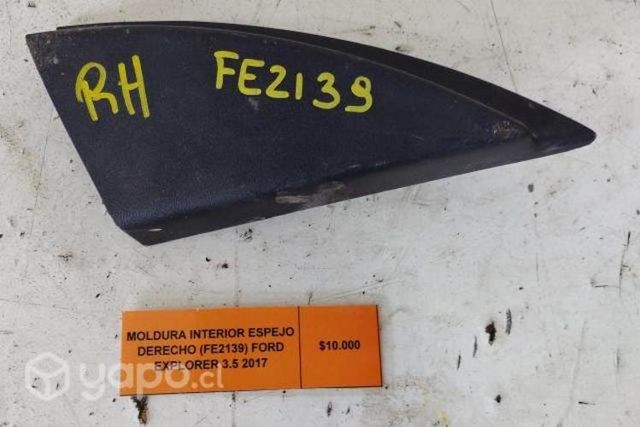 RH FE2139
MOLDURA INTERIOR ESPEJO
DERECHO (FE2139) FORD
EXPLORER 3.5 2017
$10.000
yapo.cl